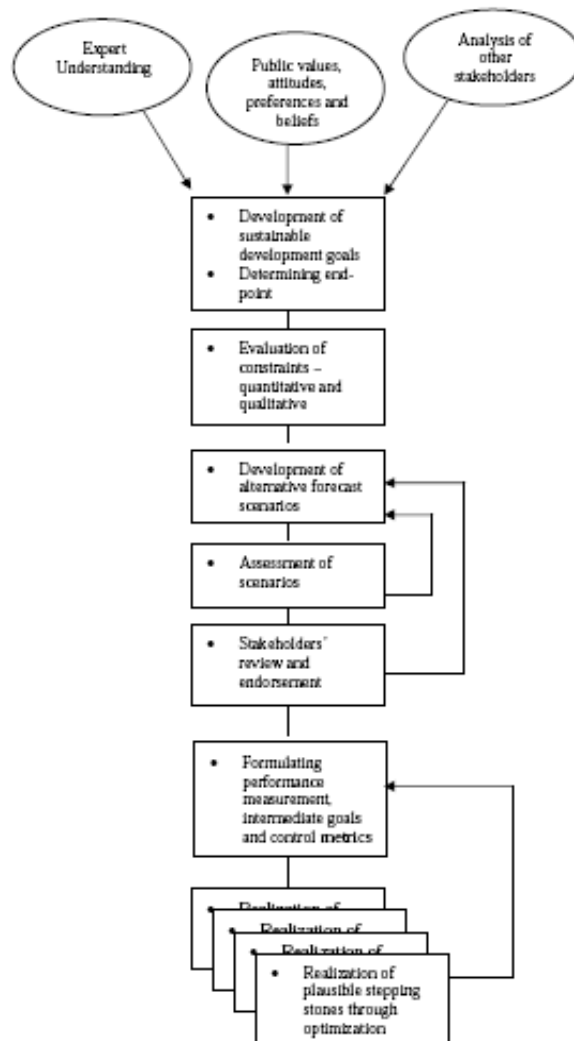 Expert
Understanding
Public values,
attitudes,
preferences and
beliefs
Analysis of
other
stakeholders
• Development of
sustainable
development goals
• Determining end-
point
• Evaluation of
constraints –
quantitative and
qualitative
• Development of
alternative forecast
scenarios
• Assessment of
scenarios
• Stakeholders'
review and
endorsement
• Formulating
performance
measurement,
intermediate goals
and control metrics
• Realization of
• Realization of
• Realization of
• Realization of
plausible stepping
stones through
optimization